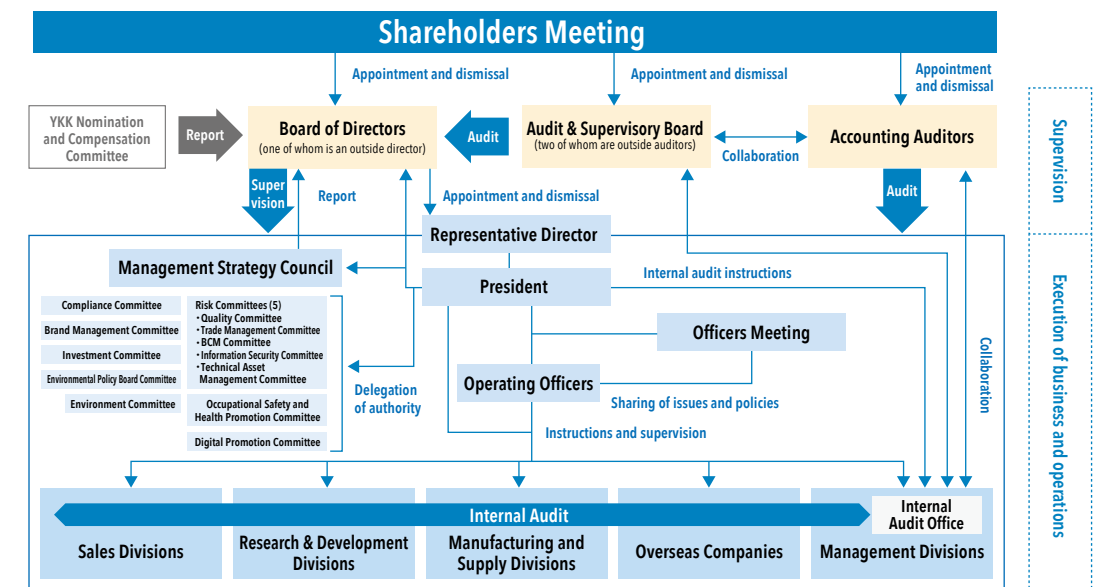 Shareholders Meeting
Appointment and dismissal
Appointment and dismissal
Appointment
and dismissal
YKK Nomination
and Compensation
Committee
Report
Board of Directors
(one of whom is an outside director)
Audit
Audit & Supervisory Board
(two of whom are outside auditors)
Collaboration
Accounting Auditors
Supervision
Super
vision
Report
Appointment and dismissal
Audit
Representative Director
Management Strategy Council
President
Internal audit instructions
Compliance Committee
Brand Management Committee
Investment Committee
Environmental Policy Board Committee
Environment Committee
Risk Committees (5)
・Quality Committee
・Trade Management Committee
・BCM Committee
・Information Security Committee
・Technical Asset
Management Committee
Occupational Safety and
Health Promotion Committee
Digital Promotion Committee
Delegation
of authority
Officers Meeting
Operating Officers
Sharing of issues and policies
Instructions and supervision
Collaboration
Execution of business and operations
Internal Audit
Internal
Audit Office
Sales Divisions
Research & Development
Divisions
Manufacturing and
Supply Divisions
Overseas Companies
Management Divisions